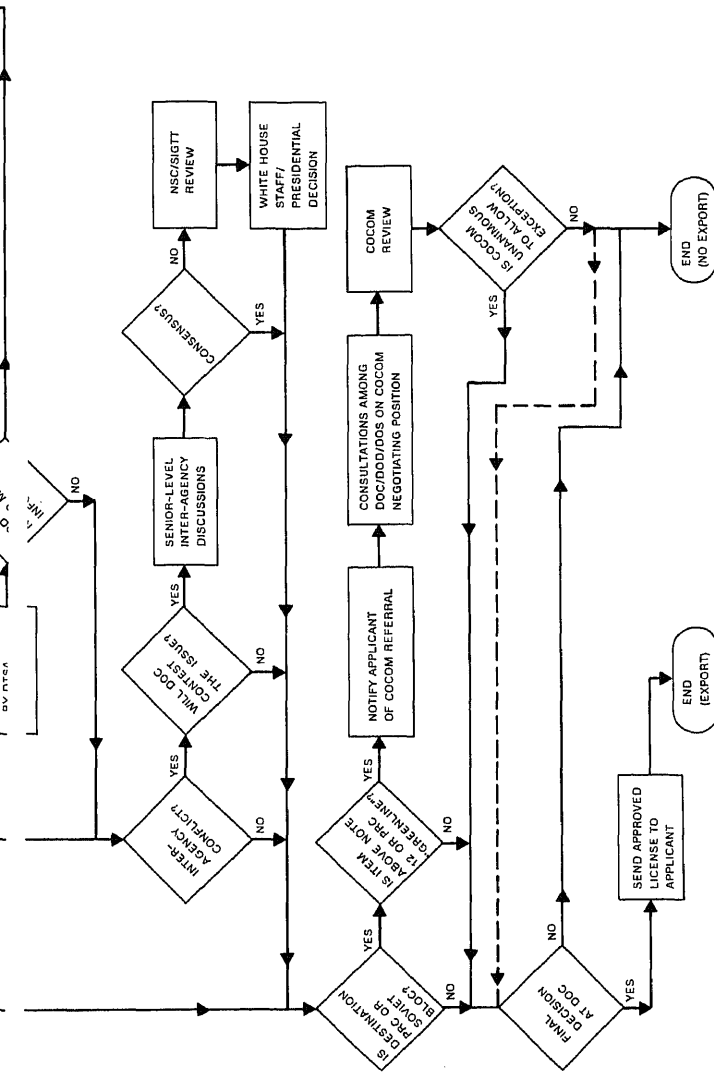 NO
BY DTSA
INTER-
AGENCY
CONFLICT?
YES
NO
WILL DOC
CONTEST
THE ISSUE?
YES
NO
SENIOR-LEVEL
INTER-AGENCY
DISCUSSIONS
CONSENSUS?
NO
YES
NSC/SIGTT
REVIEW
WHITE HOUSE
STAFF/
PRESIDENTIAL
DECISION
IS
DESTINATION
PRC OR
SOVIET
BLOC?
YES
NO
IS ITEM
ABOVE NOTE
12 OR PRC
"GREENLINE"?
YES
NO
NOTIFY APPLICANT
OF COCOM REFERRAL
CONSULTATIONS AMONG
DOC/DOD/DOS ON COCOM
NEGOTIATING POSITION
COCOM
REVIEW
IS COCOM
UNANIMOUS
TO ALLOW
EXCEPTION?
YES
NO
FINAL
DECISION
AT DOC
NO
YES
SEND APPROVED
LICENSE TO
APPLICANT
END
(EXPORT)
END
(NO EXPORT)